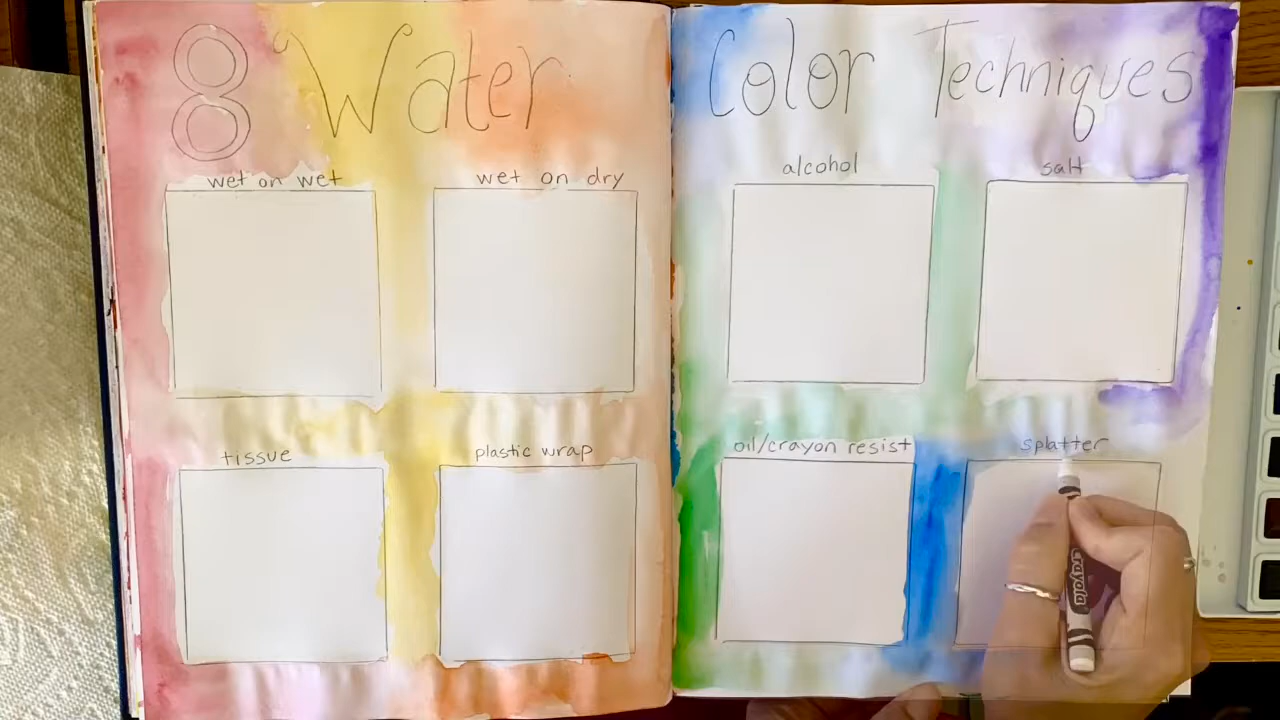 8 Water Color Techniques
wet on wet
wet on dry
alcohol
salt
tissue
plastic wrap
oil/crayon resist
splatter
Crayola